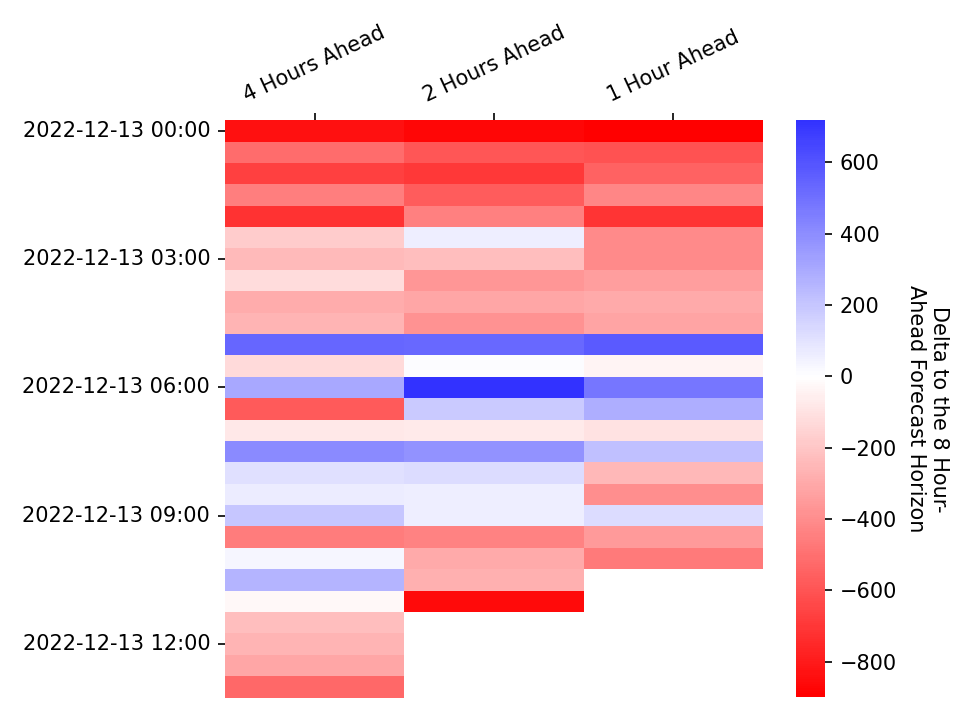 4 Hours Ahead
2 Hours Ahead
1 Hour Ahead
2022-12-13 00:00
2022-12-13 03:00
2022-12-13 06:00
2022-12-13 09:00
2022-12-13 12:00
600
400
200
0
−200
−400
−600
−800
Delta to the 8 Hour-
Ahead Forecast Horizon